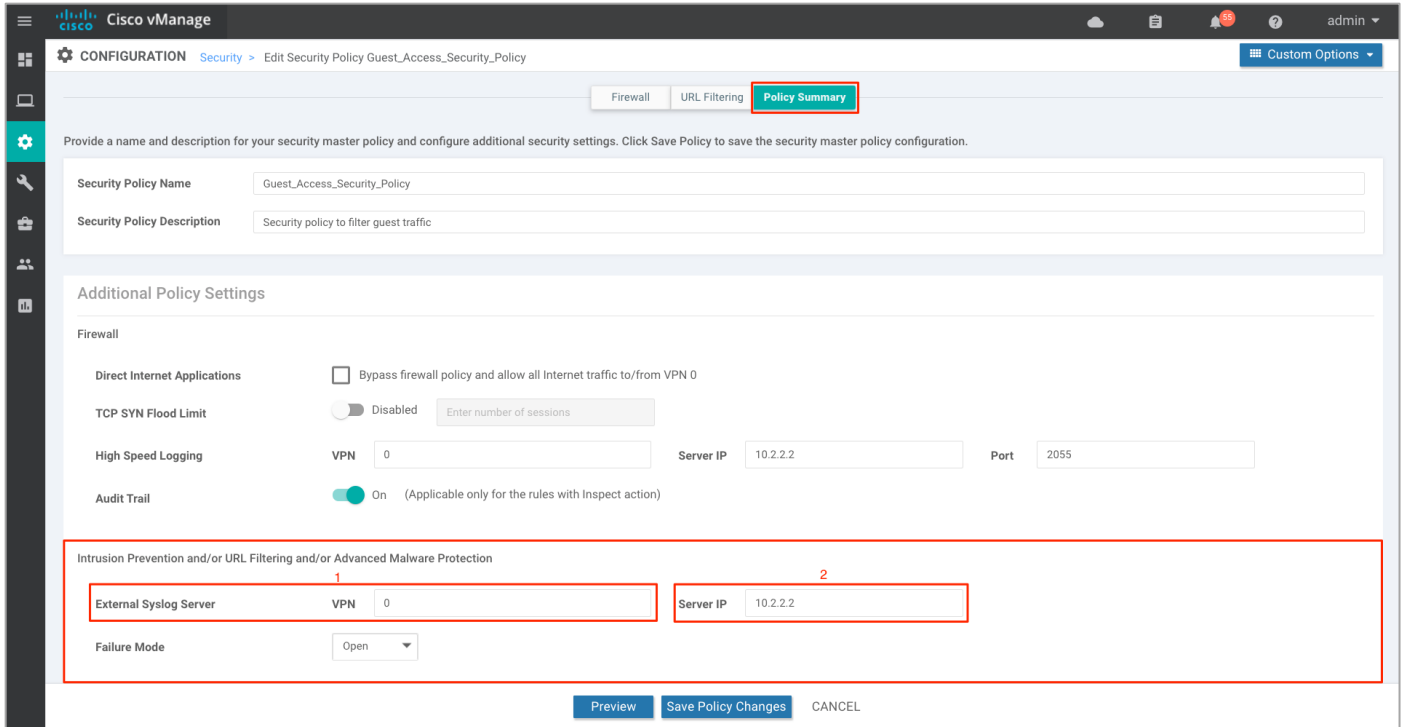 cisco Cisco vManage 55 admin
CONFIGURATION Security > Edit Security Policy Guest_Access_Security_Policy Custom Options
Firewall URL Filtering Policy Summary
Provide a name and description for your security master policy and configure additional security settings. Click Save Policy to save the security master policy configuration.
Security Policy Name Guest_Access_Security_Policy
Security Policy Description Security policy to filter guest traffic
Additional Policy Settings
Firewall
Direct Internet Applications Bypass firewall policy and allow all Internet traffic to/from VPN 0
TCP SYN Flood Limit Disabled Enter number of sessions
High Speed Logging VPN 0 Server IP 10.2.2.2 Port 2055
Audit Trail On (Applicable only for the rules with Inspect action)
Intrusion Prevention and/or URL Filtering and/or Advanced Malware Protection
1 2
External Syslog Server VPN 0 Server IP 10.2.2.2
Failure Mode Open
Preview Save Policy Changes CANCEL